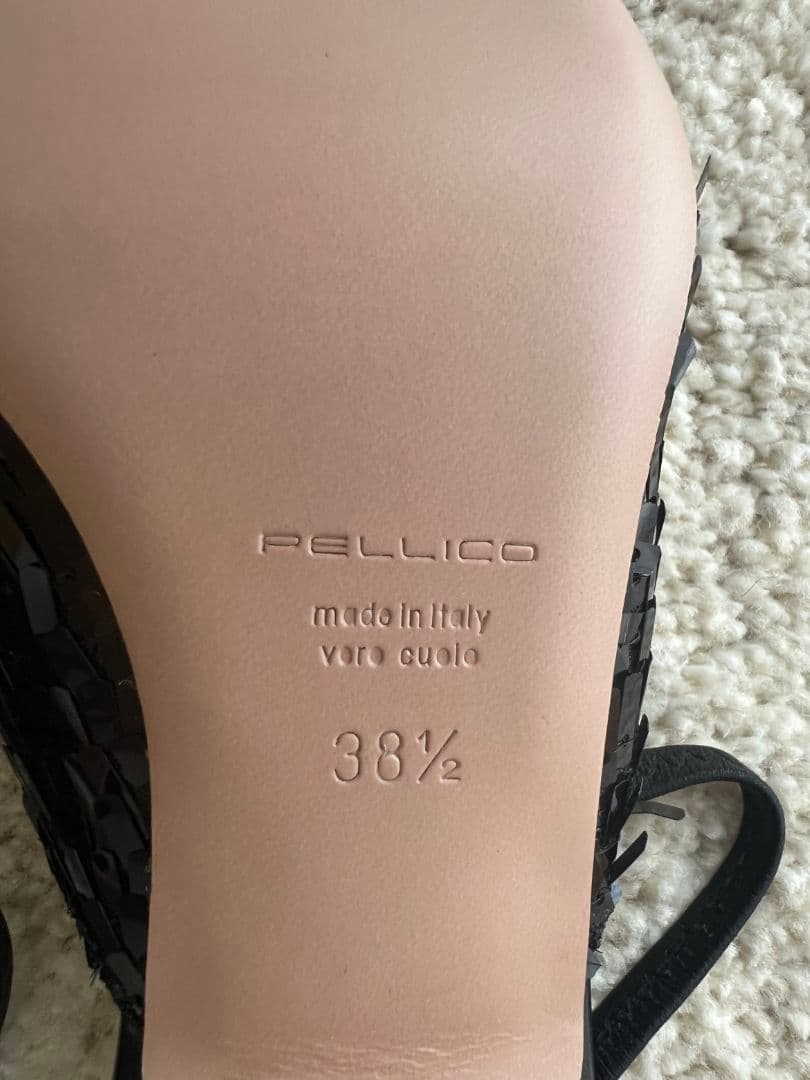 PELLICO
made in Italy
vero cuoio
38½